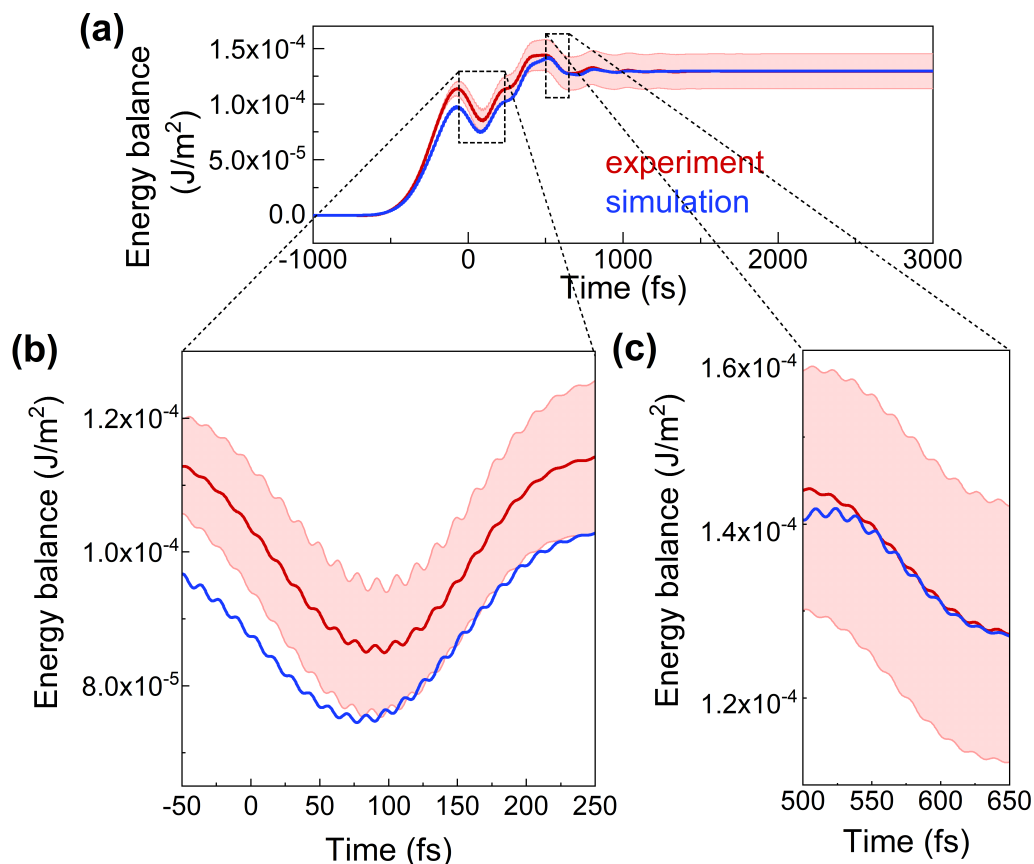 (a)
Energy balance
(J/m²)
1.5x10⁻⁴
1.0x10⁻⁴
5.0x10⁻⁵
0.0
experiment
simulation
-1000 0 1000 2000 3000
Time (fs)
(b)
Energy balance (J/m²)
1.2x10⁻⁴
1.0x10⁻⁴
8.0x10⁻⁵
-50 0 50 100 150 200 250
Time (fs)
(c)
Energy balance (J/m²)
1.6x10⁻⁴
1.4x10⁻⁴
1.2x10⁻⁴
500 550 600 650
Time (fs)